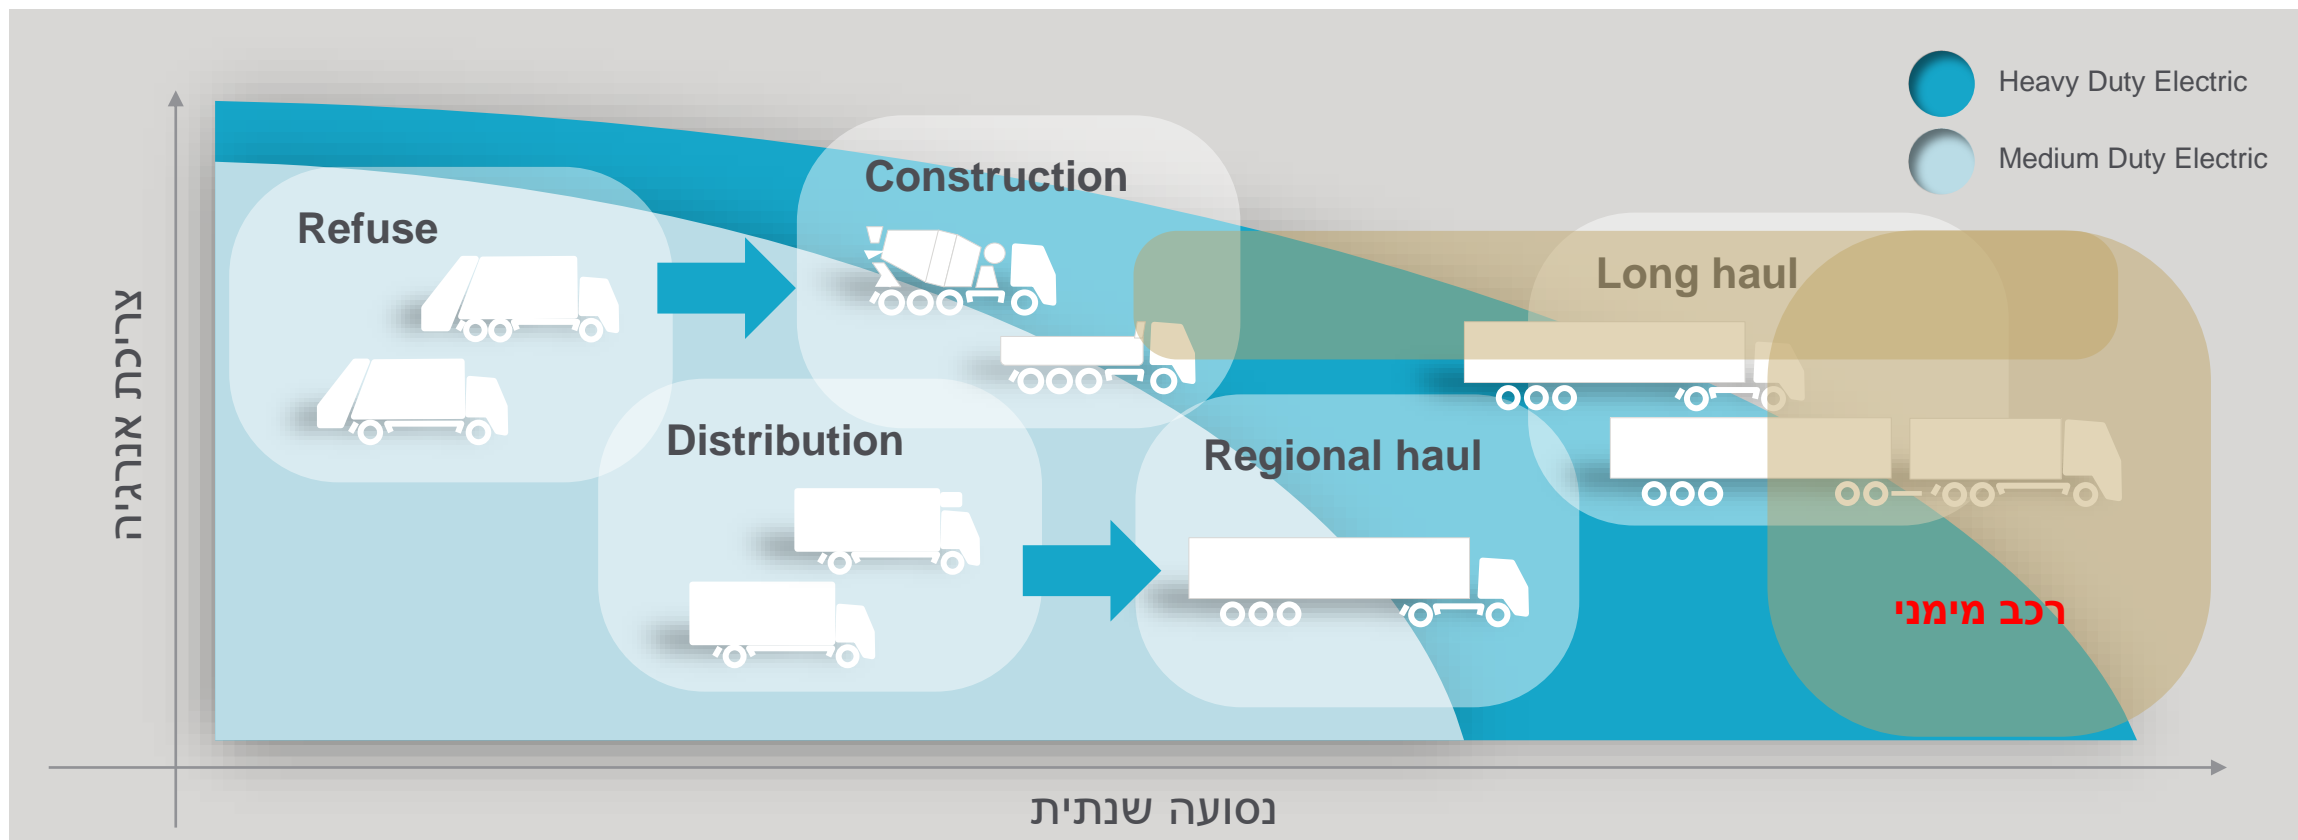 Heavy Duty Electric
Medium Duty Electric
Construction
Refuse
Long haul
Distribution
Regional haul
רכב מימני
צריכת אנרגיה
נסועה שנתית